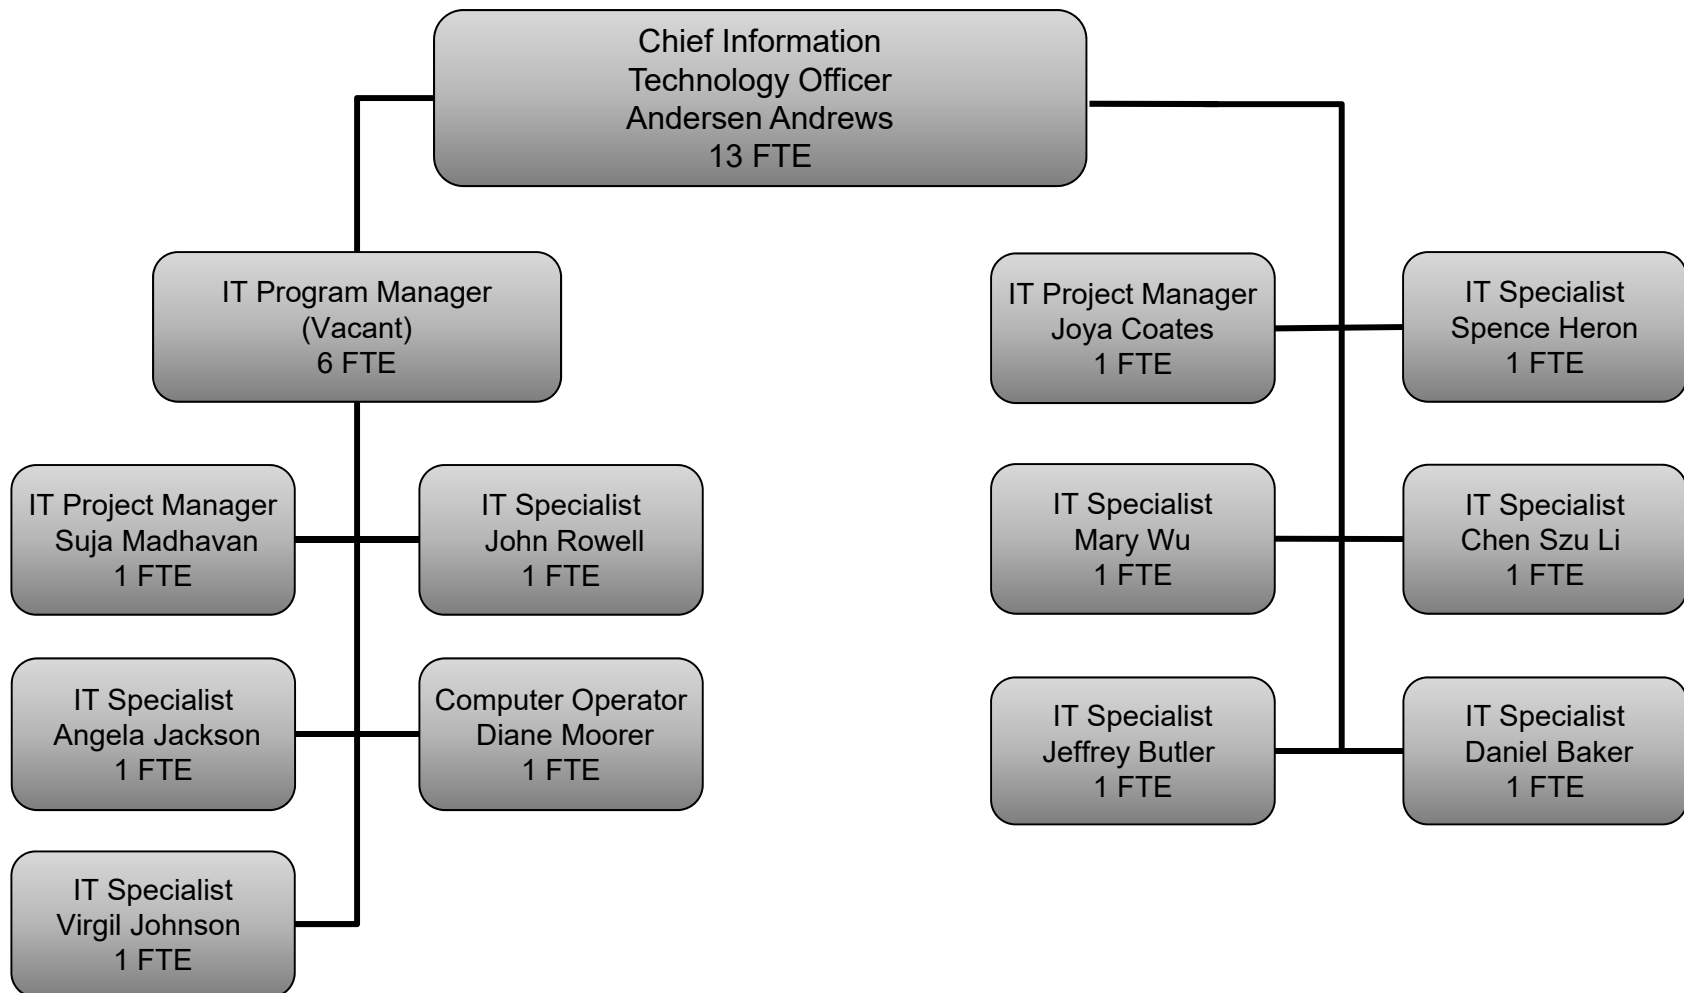 Chief Information
Technology Officer
Andersen Andrews
13 FTE
IT Program Manager
(Vacant)
6 FTE
IT Project Manager
Suja Madhavan
1 FTE
IT Specialist
John Rowell
1 FTE
IT Specialist
Angela Jackson
1 FTE
Computer Operator
Diane Moorer
1 FTE
IT Specialist
Virgil Johnson
1 FTE
IT Project Manager
Joya Coates
1 FTE
IT Specialist
Spence Heron
1 FTE
IT Specialist
Mary Wu
1 FTE
IT Specialist
Chen Szu Li
1 FTE
IT Specialist
Jeffrey Butler
1 FTE
IT Specialist
Daniel Baker
1 FTE